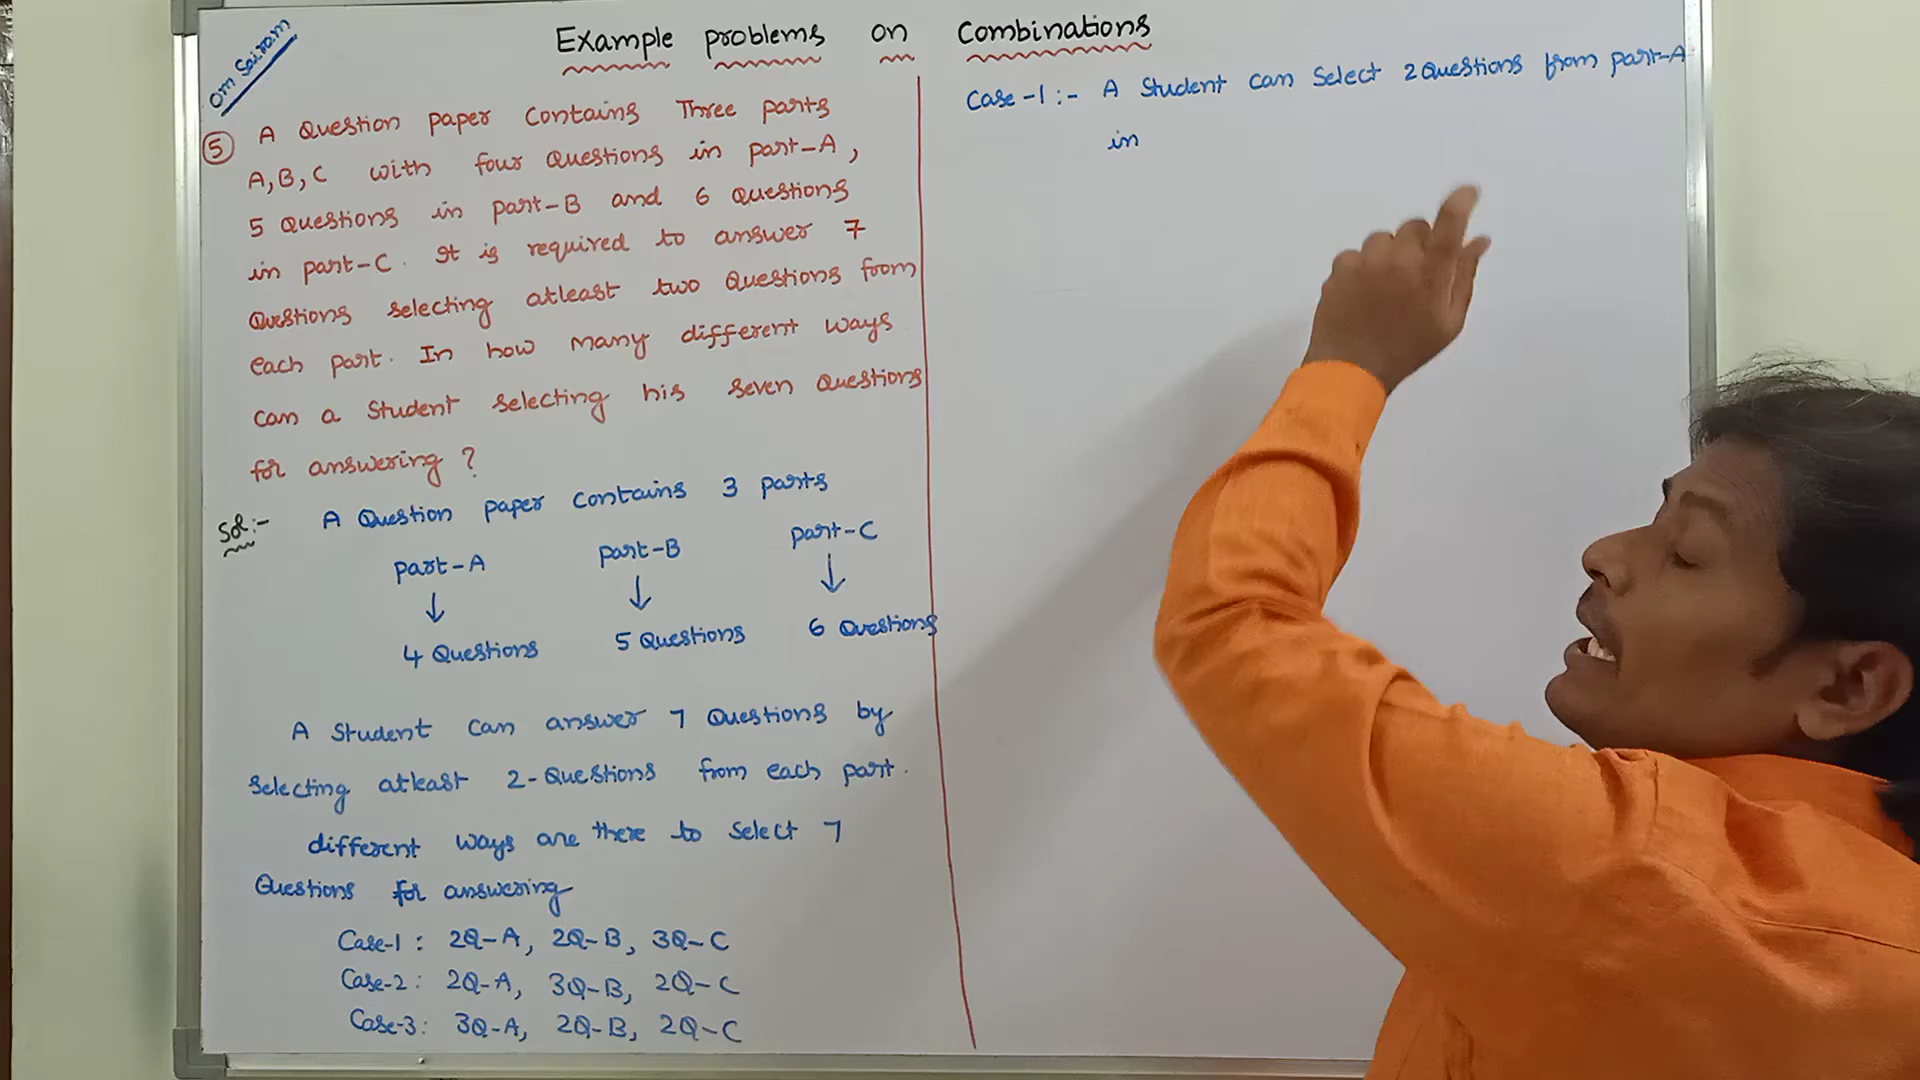 Om Sairam
Example problems on Combinations
5 A Question paper contains Three parts
A, B, C with four questions in part-A,
5 Questions in part-B and 6 Questions
in part-C. It is required to answer 7
Questions selecting atleast two Questions from
each part. In how many different ways
can a Student selecting his seven Questions
for answering ?
Sol:- A Question paper contains 3 parts
part-A part-B part-C
↓ ↓ ↓
4 Questions 5 Questions 6 Questions
A Student can answer 7 Questions by
selecting atleast 2-Questions from each part.
different ways are there to select 7
Questions for answering
Case-1 : 2Q-A, 2Q-B, 3Q-C
Case-2 : 2Q-A, 3Q-B, 2Q-C
Case-3 : 3Q-A, 2Q-B, 2Q-C
Case-1 :- A Student can Select 2 Questions from part-A
in